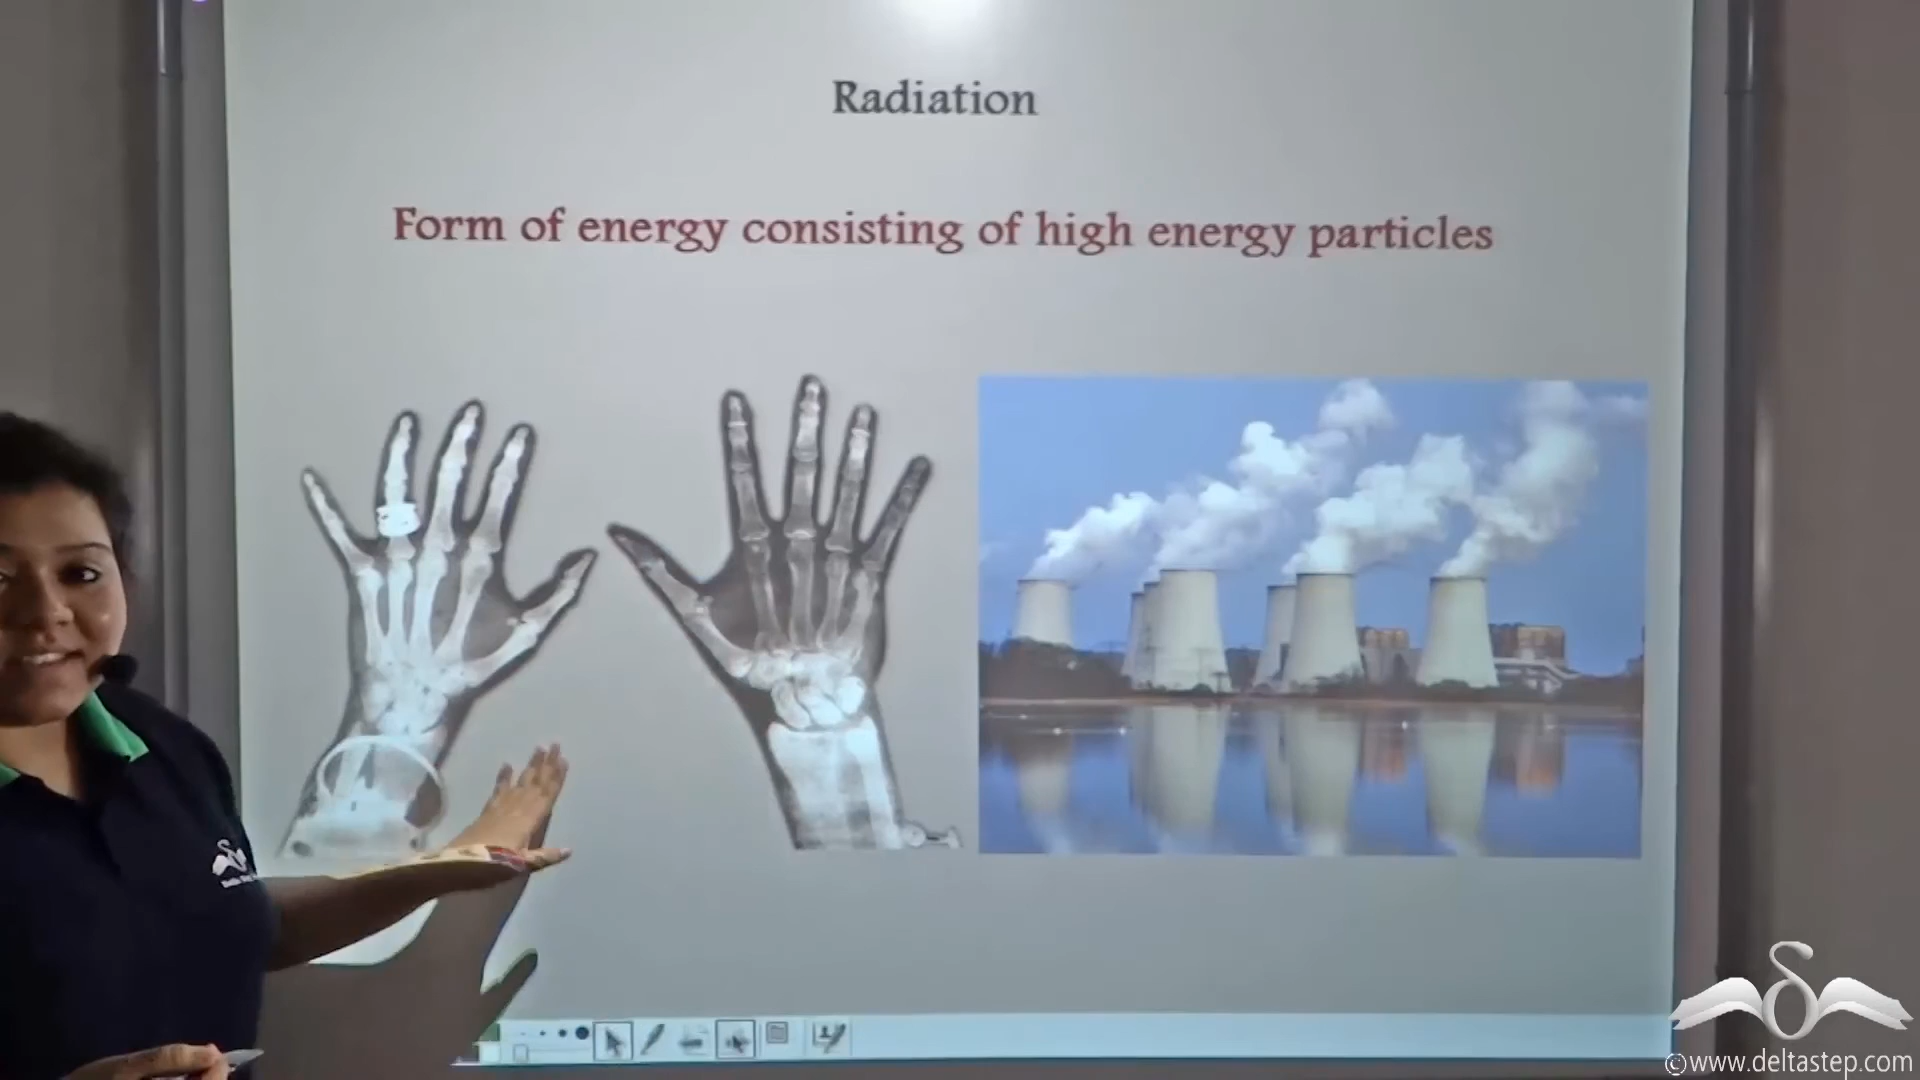 Radiation
Form of energy consisting of high energy particles
©www.deltastep.com